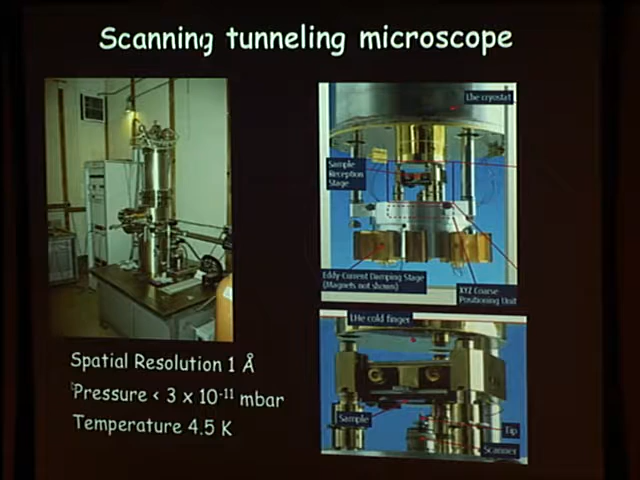 Scanning tunneling microscope
Lhe cryostat
Sample
Reception
Stage
Eddy-Current Damping Stage
(Magnets not shown)
XYZ Coarse
Positioning Unit
LHe cold finger
Sample
Tip
Scanner
Spatial Resolution 1 Å
Pressure < 3 x 10⁻¹¹ mbar
Temperature 4.5 K